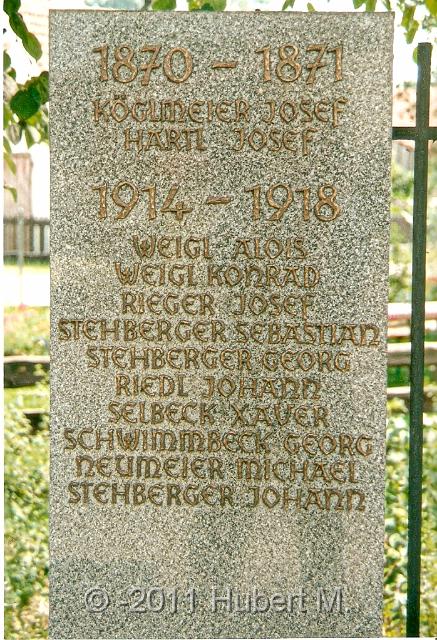 1870 – 1871
KÖGLMEIER JOSEF
HARTL JOSEF
1914 – 1918
WEIGL ALOIS
WEIGL KONRAD
RIEGER JOSEF
STEHBERGER SEBASTIAN
STEHBERGER GEORG
RIEDL JOHANN
SELBECK XAVER
SCHWIMMBECK GEORG
NEUMEIER MICHAEL
STEHBERGER JOHANN
© -2011 Hubert M.